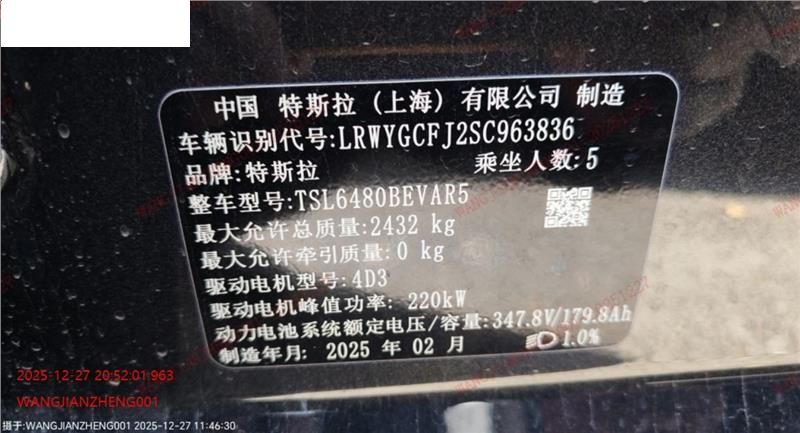 中国 特斯拉（上海）有限公司 制造
车辆识别代号:LRWYGCFJ2SC963836
品牌:特斯拉 乘坐人数:5
整车型号:TSL6480BEVAR5
最大允许总质量:2432 kg
最大允许牵引质量:0 kg
驱动电机型号:4D3
驱动电机峰值功率: 220kW
动力电池系统额定电压/容量:347.8V/179.8Ah
制造年月: 2025 年 02 月 1.0%
2025-12-27 20:52:01:963
WANGJIANZHENG001
摄于:WANGJIANZHENG001 2025-12-27 11:46:30